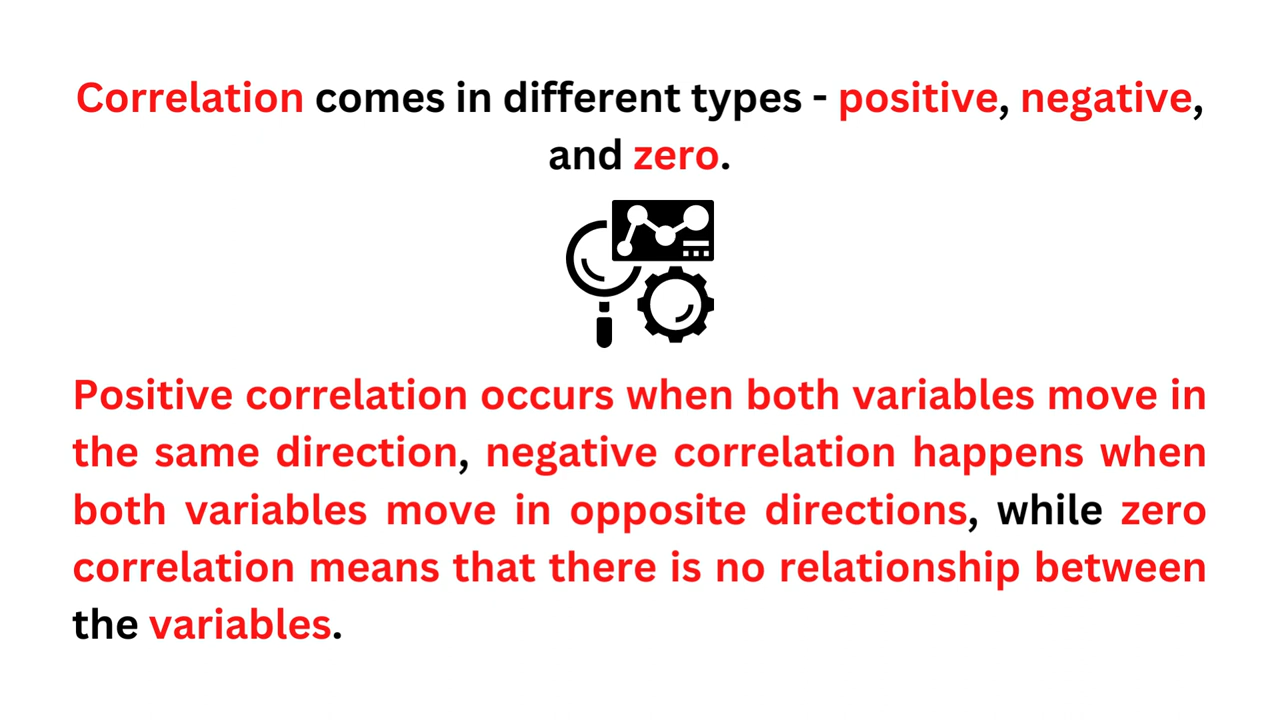 Correlation comes in different types - positive, negative,
and zero.
Positive correlation occurs when both variables move in
the same direction, negative correlation happens when
both variables move in opposite directions, while zero
correlation means that there is no relationship between
the variables.